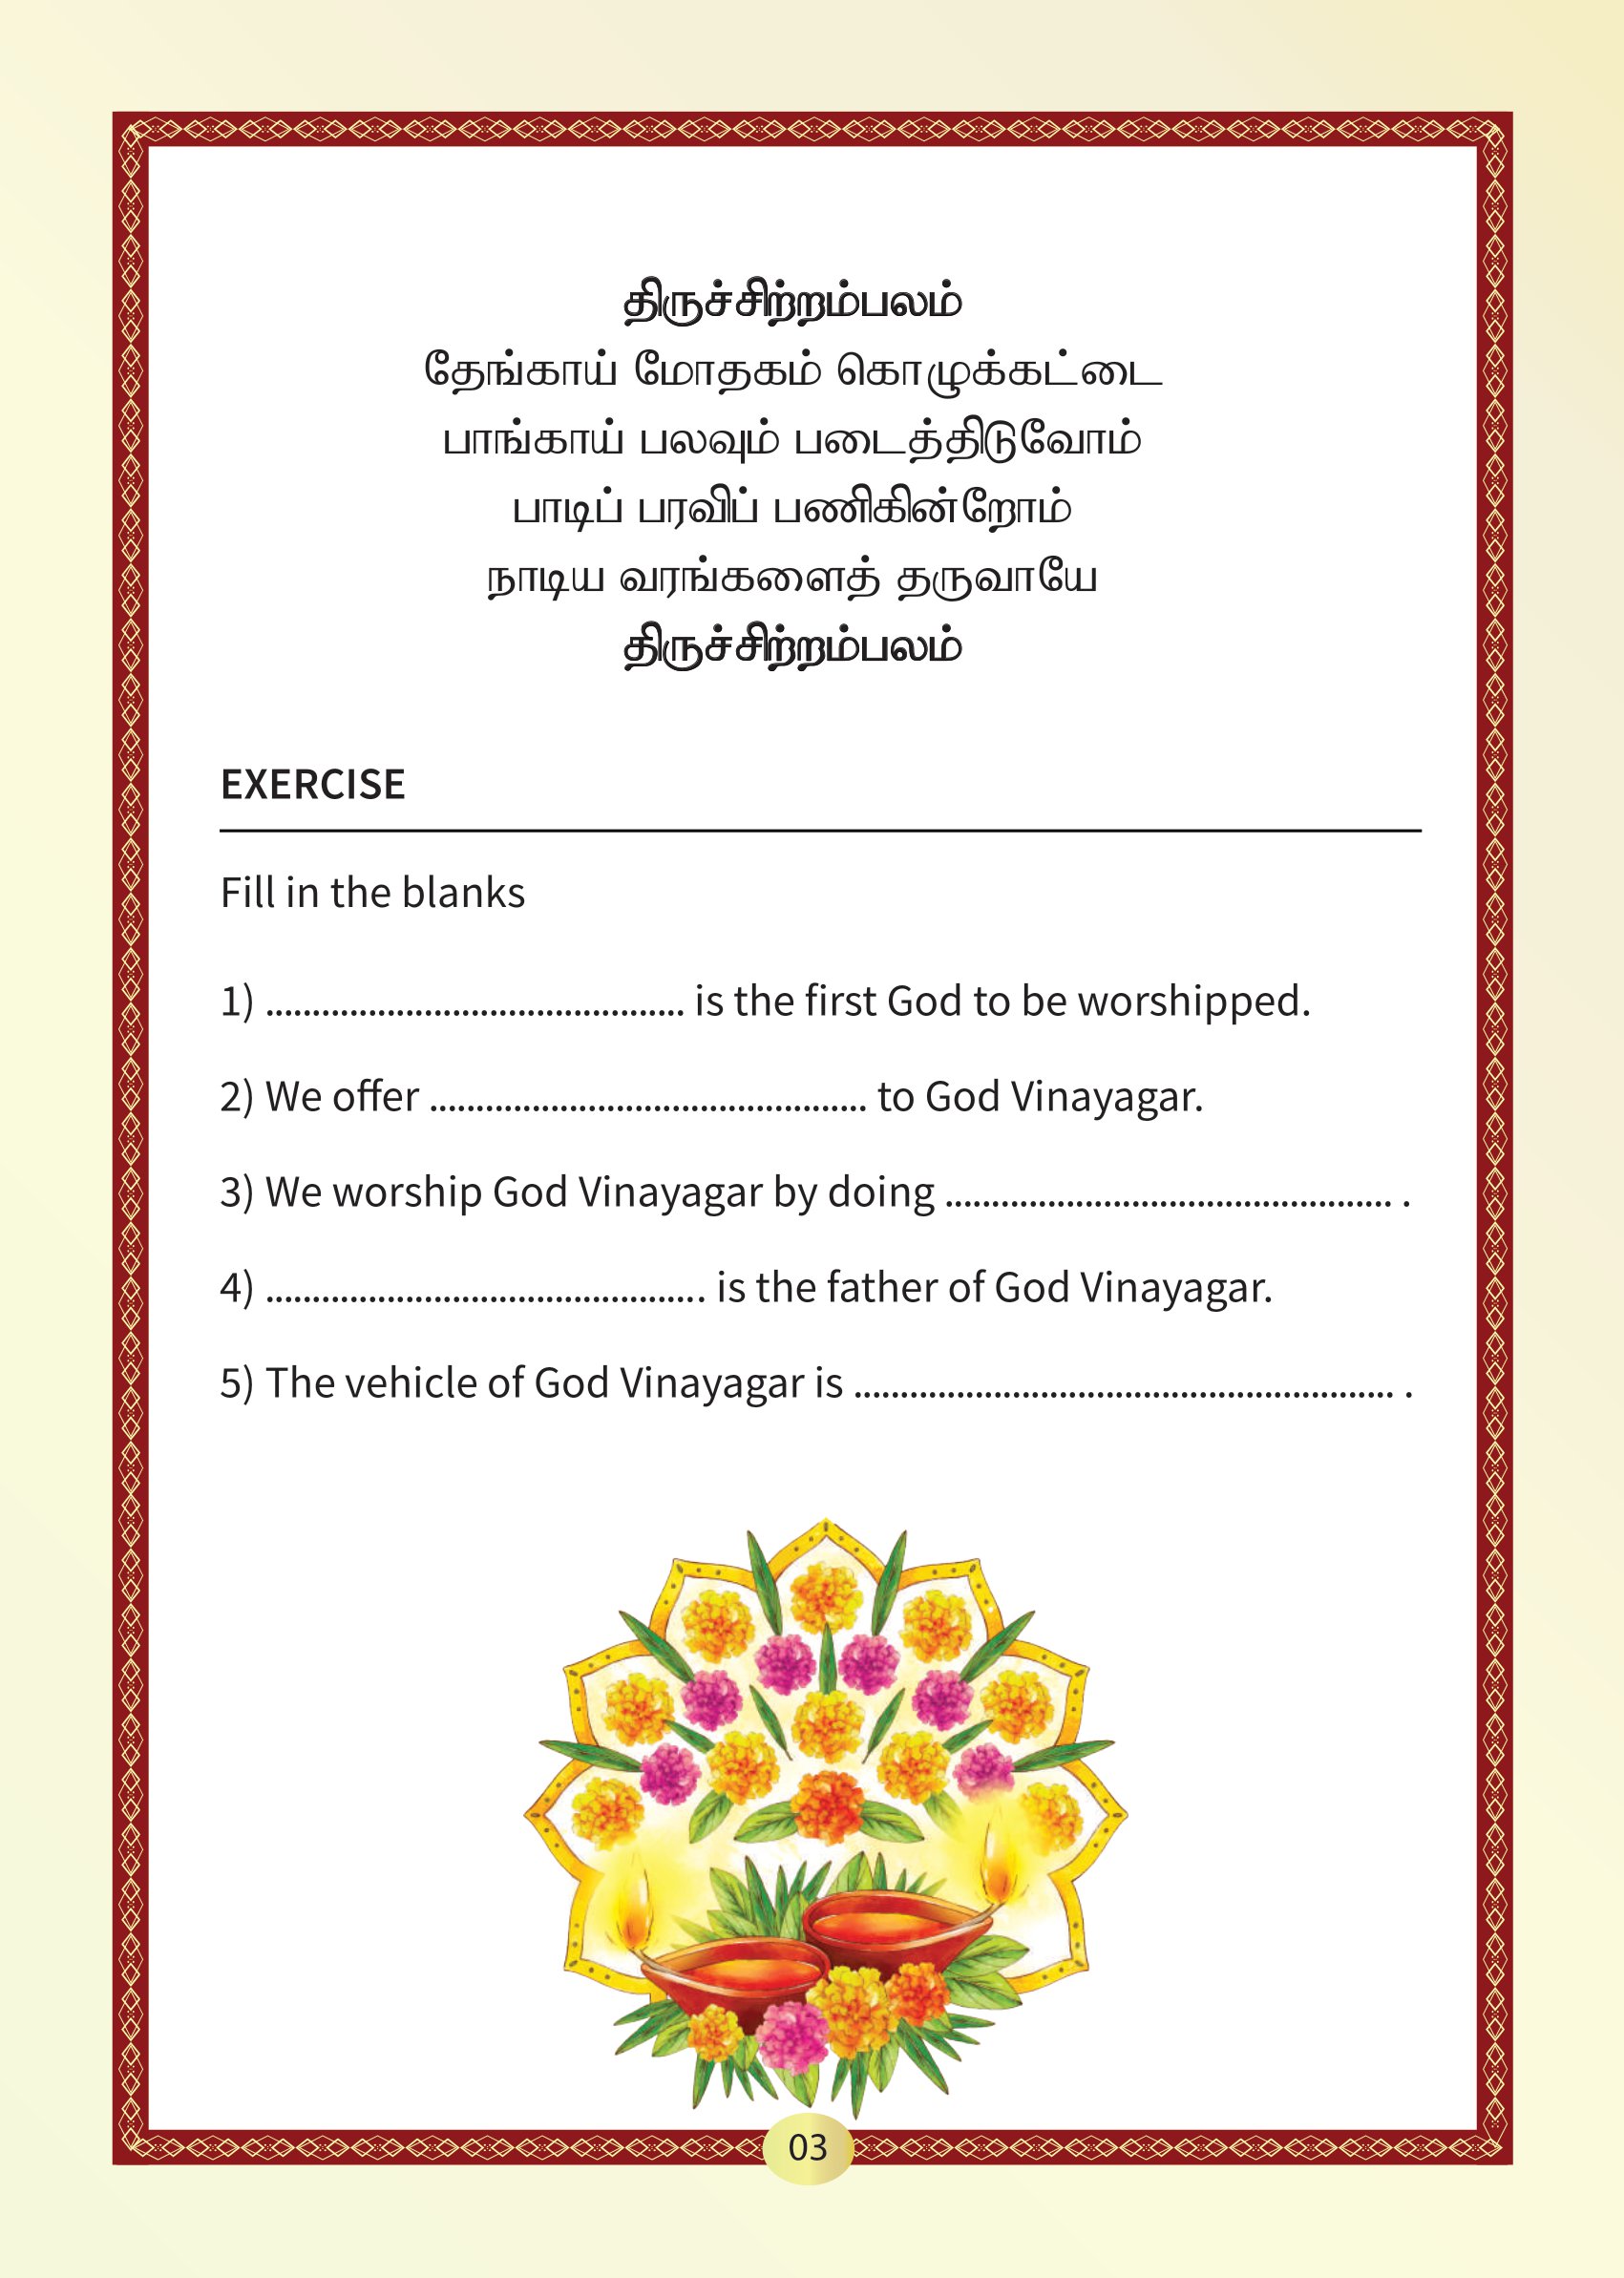 திருச்சிற்றம்பலம்
தேங்காய் மோதகம் கொழுக்கட்டை
பாங்காய் பலவும் படைத்திடுவோம்
பாடிப் பரவிப் பணிகின்றோம்
நாடிய வரங்களைத் தருவாயே
திருச்சிற்றம்பலம்
EXERCISE
Fill in the blanks
1) ............................................. is the first God to be worshipped.
2) We offer ............................................... to God Vinayagar.
3) We worship God Vinayagar by doing ................................................ .
4) ............................................... is the father of God Vinayagar.
5) The vehicle of God Vinayagar is .......................................................... .
03